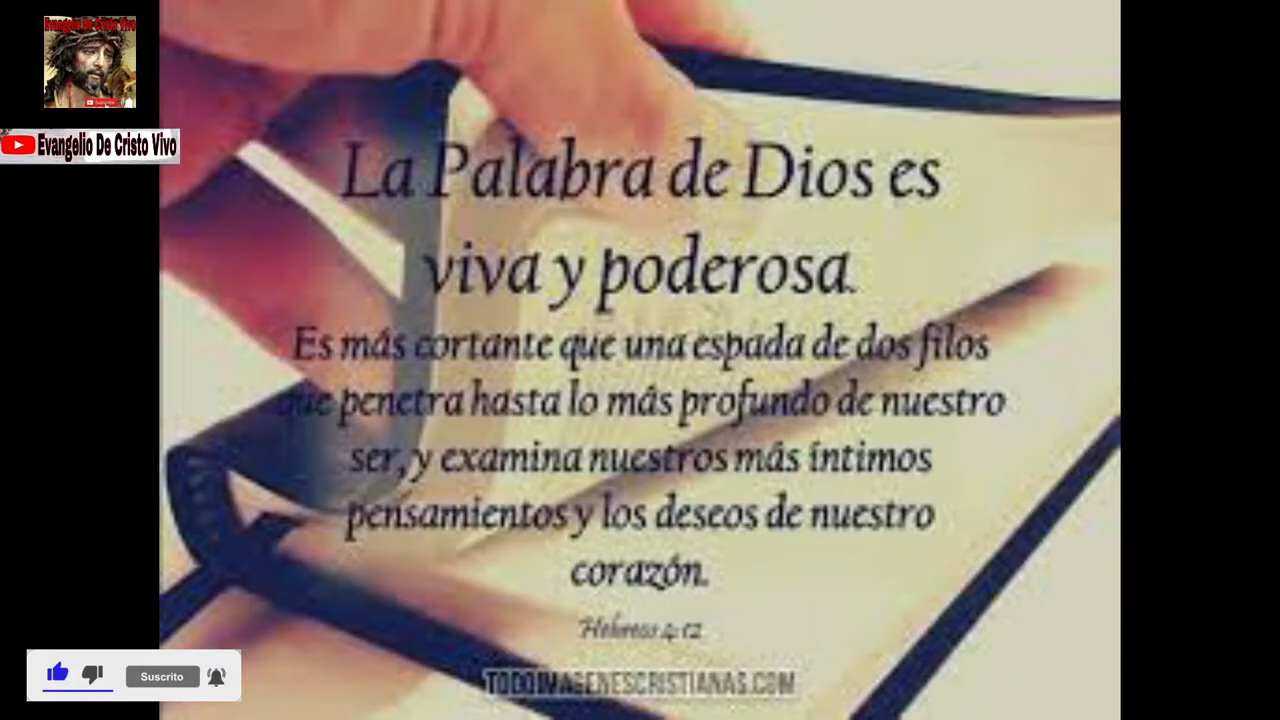 Evangelio De Cristo Vivo
Evangelio De Cristo Vivo
La Palabra de Dios es
viva y poderosa.
Es más cortante que una espada de dos filos
que penetra hasta lo más profundo de nuestro
ser, y examina nuestros más íntimos
pensamientos y los deseos de nuestro
corazón.
Hebreos 4:12
TODOIMAGENESCRISTIANAS.COM
Suscrito